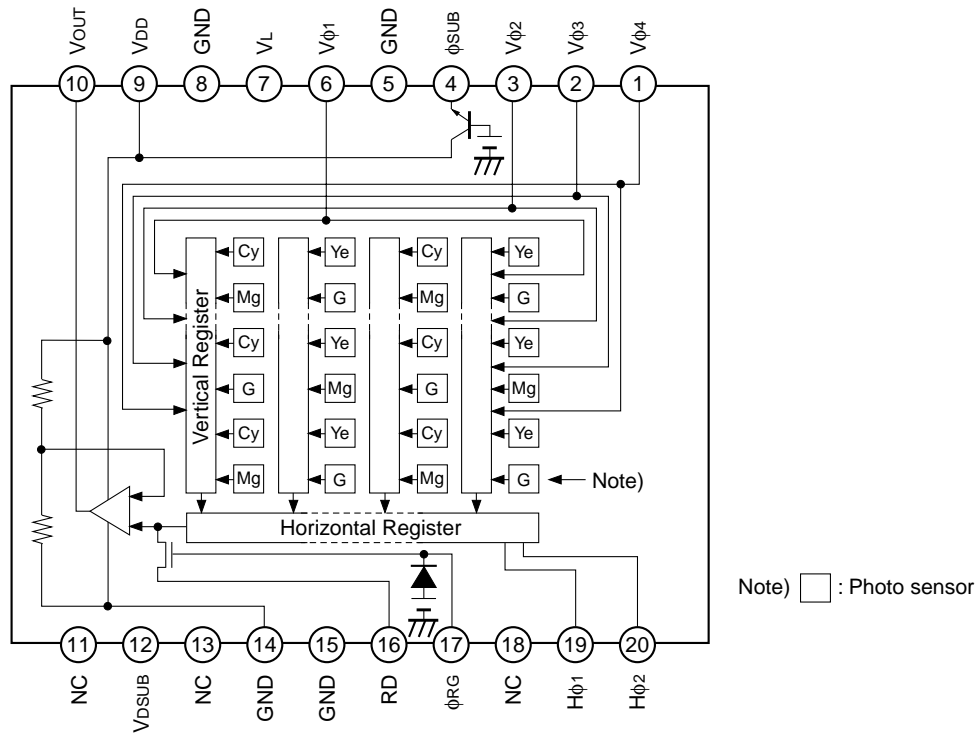 VOUT VDD GND VL Vϕ1 GND ϕSUB Vϕ2 Vϕ3 Vϕ4
10 9 8 7 6 5 4 3 2 1
Vertical Register
Cy Ye Cy Ye
Mg G Mg G
Cy Ye Cy Ye
G Mg G Mg
Cy Ye Cy Ye
Mg G Mg G
Note)
Horizontal Register
Note) : Photo sensor
11 12 13 14 15 16 17 18 19 20
NC VDSUB NC GND GND RD ϕRG NC Hϕ1 Hϕ2